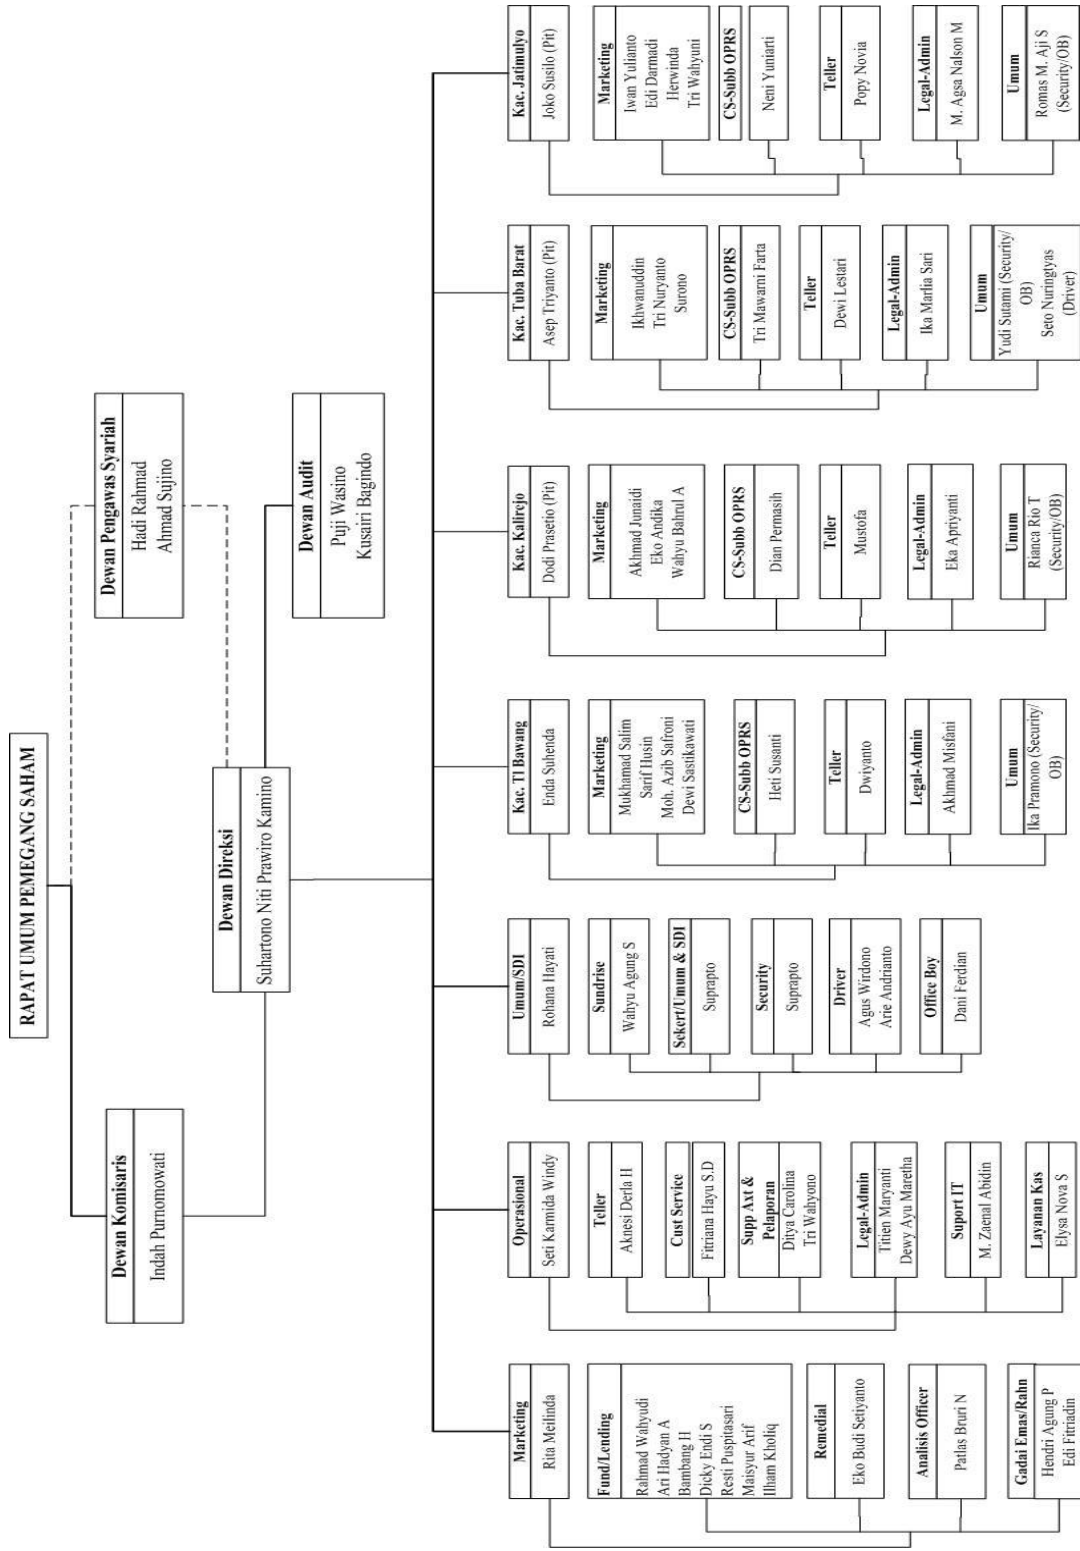 RAPAT UMUM PEMEGANG SAHAM
Dewan Komisaris
Indah Purnomowati
Dewan Pengawas Syariah
Hadi Rahmad
Ahmad Sujino
Dewan Direksi
Suhartono Niti Prawiro Kamino
Dewan Audit
Puji Wasino
Kusairi Bagindo
Marketing
Rita Meilinda
Fund/Lending
Rahmad Wahyudi
Ari Hadyan A
Bambang H
Dicky Endi S
Resti Puspitasari
Maisyur Arif
Ilham Kholiq
Remedial
Eko Budi Setiyanto
Analisis Officer
Patlas Bruri N
Gadai Emas/Rahn
Hendri Agung P
Edi Fitriadin
Operasional
Seti Karmida Windy
Teller
Aknesi Derla H
Cust Service
Fitriana Hayu S.D
Supp Axt &
Pelaporan
Ditya Carolina
Tri Wahyono
Legal-Admin
Titien Maryanti
Dewy Ayu Maretha
Suport IT
M. Zaenal Abidin
Layanan Kas
Elysa Nova S
Umum/SDI
Rohana Hayati
Sundrise
Wahyu Agung S
Sekert/Umum & SDI
Suprapto
Security
Suprapto
Driver
Agus Wirdono
Arie Andrianto
Office Boy
Dani Ferdian
Kac. Tl Bawang
Enda Suhenda
Marketing
Mukhamad Salim
Sarif Husin
Moh. Azib Safroni
Dewi Sastikawati
CS-Subb OPRS
Heti Susanti
Teller
Dwiyanto
Legal-Admin
Akhmad Misfani
Umum
Ika Pramono (Security/
OB)
Kac. Kalirejo
Dodi Prasetio (Pit)
Marketing
Akhmad Junaidi
Eko Andika
Wahyu Bahrul A
CS-Subb OPRS
Dian Permasih
Teller
Mustofa
Legal-Admin
Eka Apriyanti
Umum
Rianca Rio T
(Security/OB)
Kac. Tuba Barat
Asep Triyanto (Pit)
Marketing
Ikhwanuddin
Tri Nuryanto
Surono
CS-Subb OPRS
Tri Mawarni Farta
Teller
Dewi Lestari
Legal-Admin
Ika Marlia Sari
Umum
Yudi Sutami (Security/
OB)
Seto Nuringtyas
(Driver)
Kac. Jatimulyo
Joko Susilo (Pit)
Marketing
Iwan Yulianto
Edi Darmadi
Herwinda
Tri Wahyuni
CS-Subb OPRS
Neni Yuniarti
Teller
Popy Novia
Legal-Admin
M. Agsa Nalson M
Umum
Romas M. Aji S
(Security/OB)